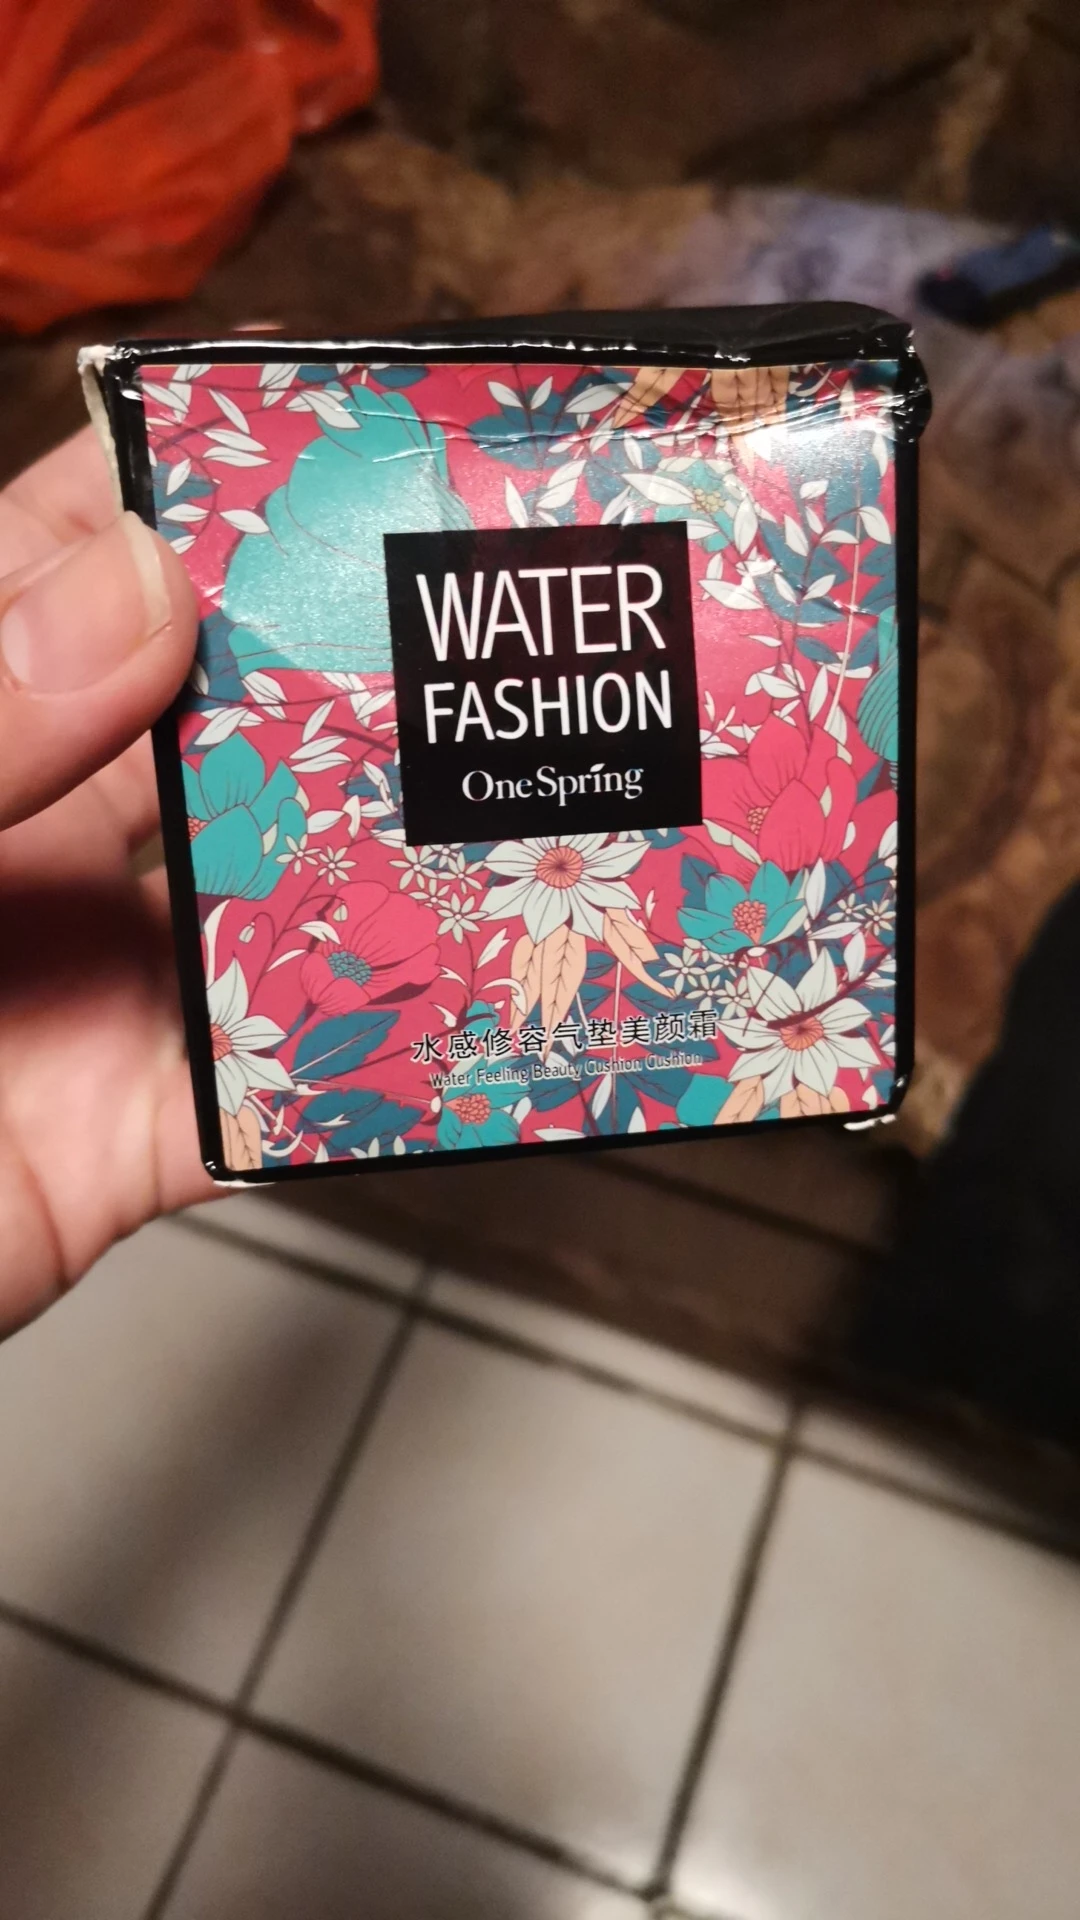 WATER
FASHION
OneSpring
水感修容气垫美颜霜
Water Feeling Beauty Cushion Cushion